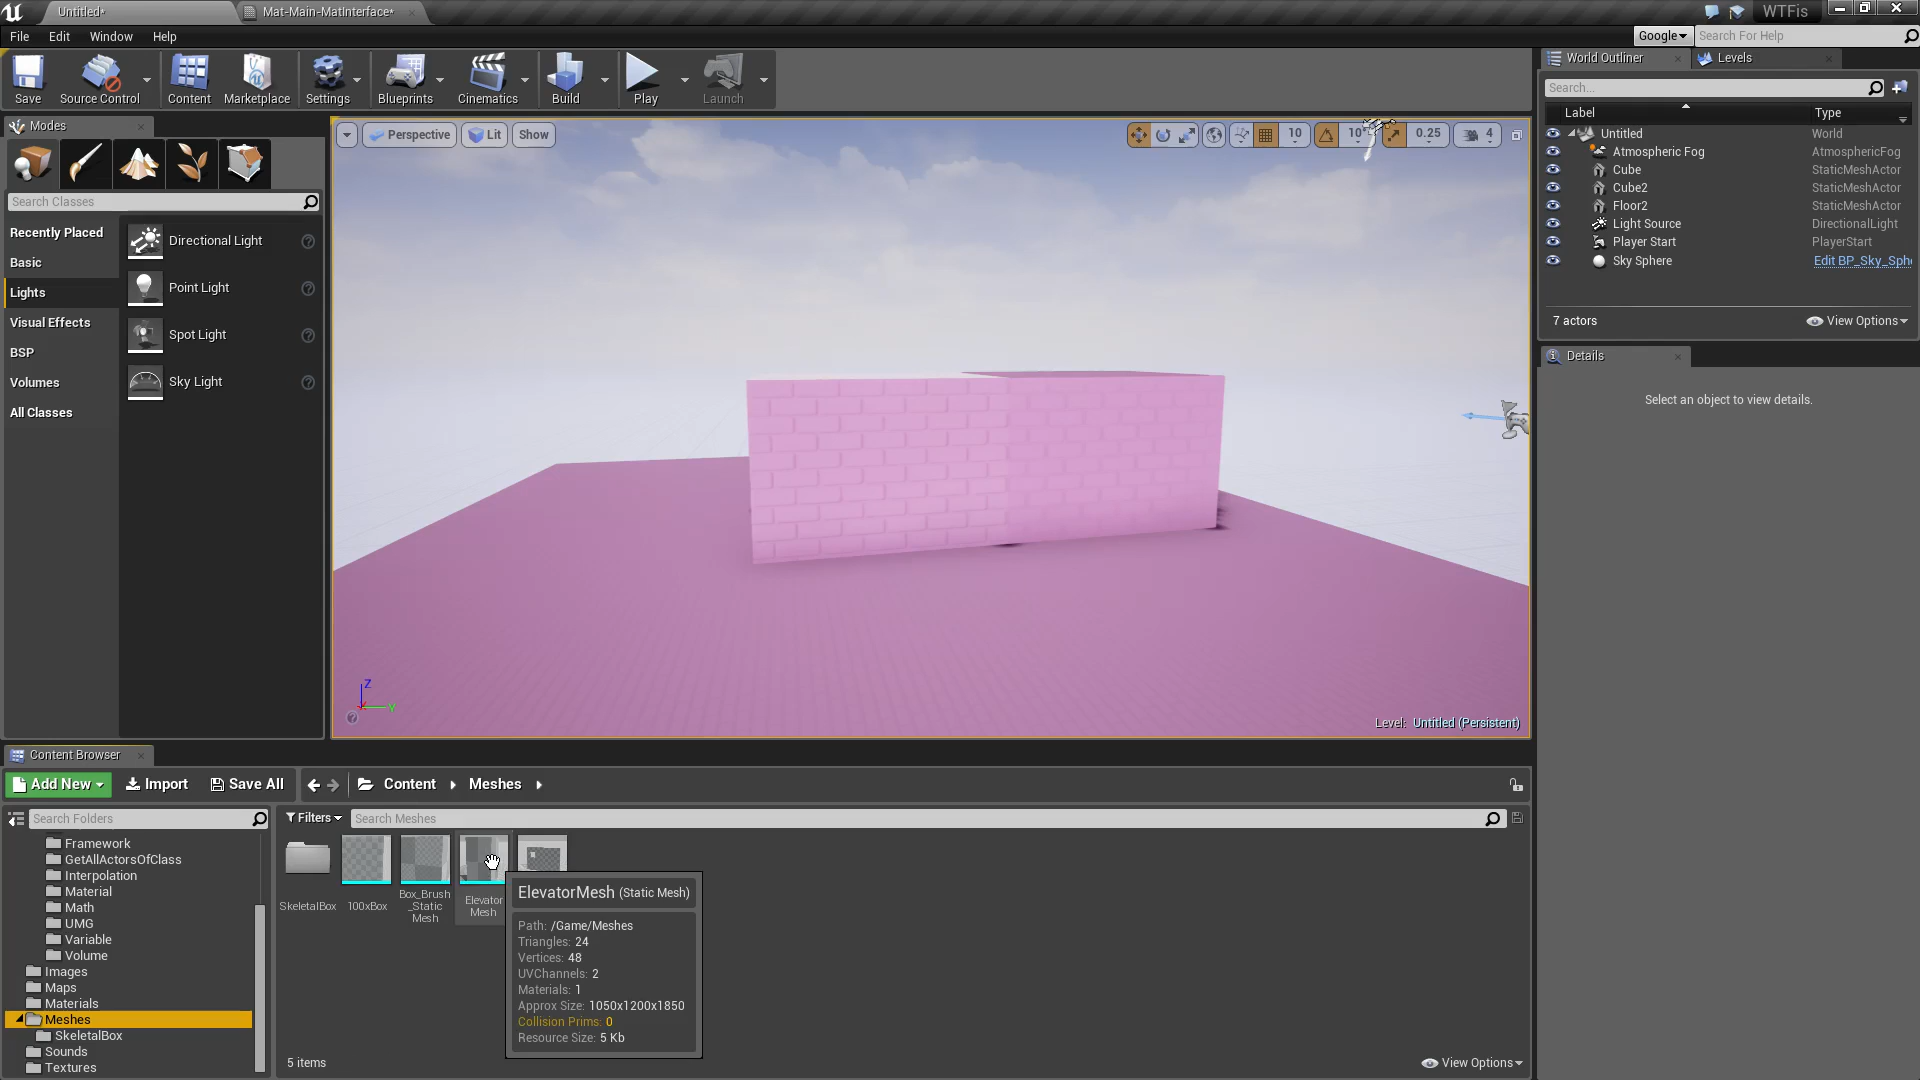 Untitled*
Mat-Main-MatInterface*
WTFis
File Edit Window Help
Google
Search For Help
Save
Source Control
Content
Marketplace
Settings
Blueprints
Cinematics
Build
Play
Launch
Modes
Search Classes
Recently Placed
Basic
Lights
Visual Effects
BSP
Volumes
All Classes
Directional Light
Point Light
Spot Light
Sky Light
Perspective
Lit
Show
10
10°
0.25
4
Z
Y
Level: Untitled (Persistent)
World Outliner
Levels
Search...
Label Type
Untitled World
Atmospheric Fog AtmosphericFog
Cube StaticMeshActor
Cube2 StaticMeshActor
Floor2 StaticMeshActor
Light Source DirectionalLight
Player Start PlayerStart
Sky Sphere Edit BP_Sky_Sph
7 actors
View Options
Details
Select an object to view details.
Content Browser
Add New
Import
Save All
Content
Meshes
Search Folders
Filters
Search Meshes
Framework
GetAllActorsOfClass
Interpolation
Material
Math
UMG
Variable
Volume
Images
Maps
Materials
Meshes
SkeletalBox
Sounds
Textures
SkeletalBox
100xBox
Box_Brush
_Static
Mesh
Elevator
Mesh
ElevatorMesh (Static Mesh)
Path: /Game/Meshes
Triangles: 24
Vertices: 48
UVChannels: 2
Materials: 1
Approx Size: 1050x1200x1850
Collision Prims: 0
Resource Size: 5 Kb
5 items
View Options